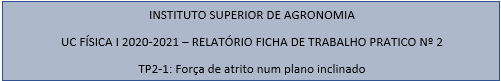 INSTITUTO SUPERIOR DE AGRONOMIA
UC FÍSICA I 2020-2021 – RELATÓRIO FICHA DE TRABALHO PRATICO Nº 2
TP2-1: Força de atrito num plano inclinado